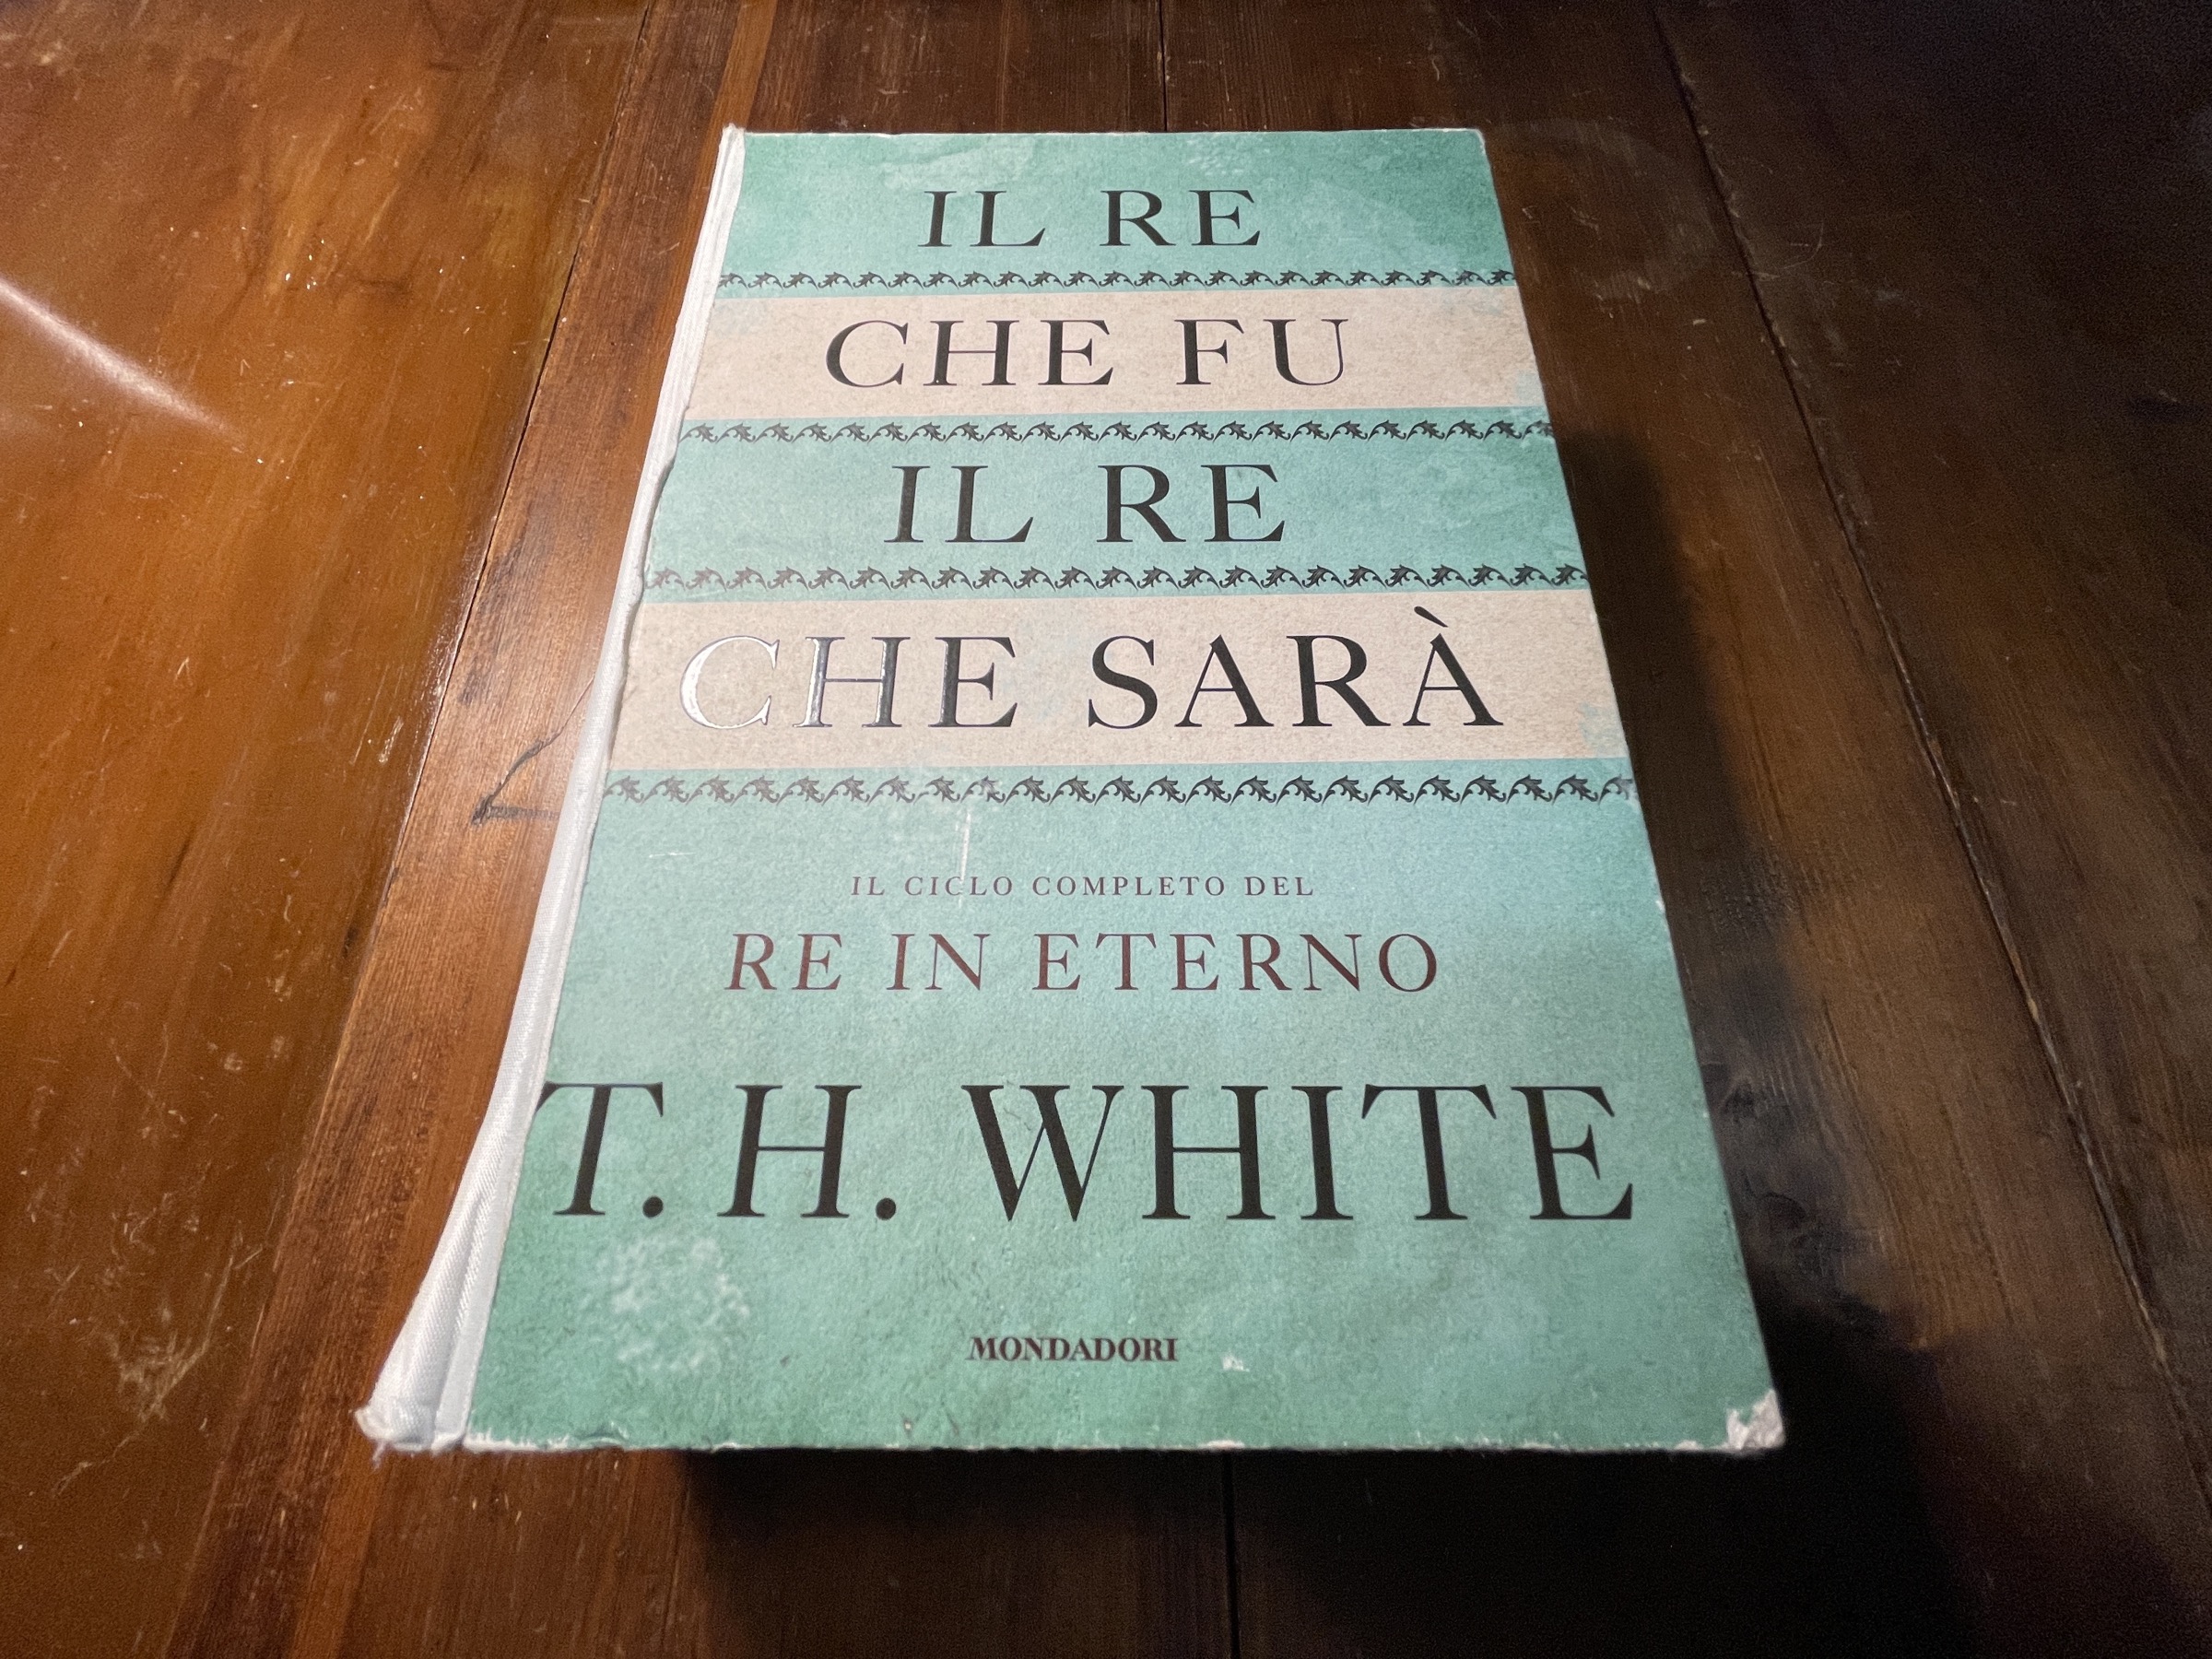 IL RE
CHE FU
IL RE
CHE SARÀ
IL CICLO COMPLETO DEL
RE IN ETERNO
T. H. WHITE
MONDADORI